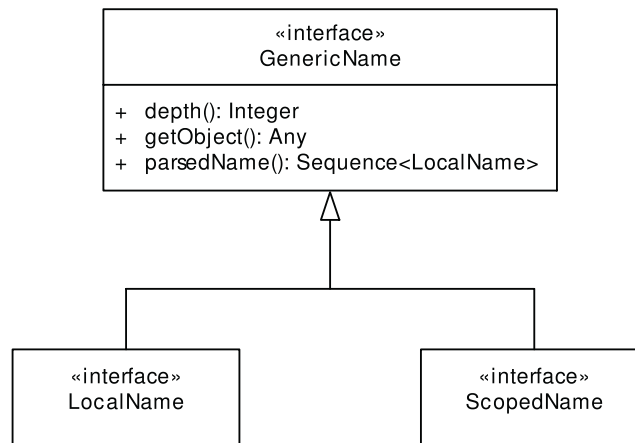 «interface»
GenericName
+ depth(): Integer
+ getObject(): Any
+ parsedName(): Sequence<LocalName>
«interface»
LocalName
«interface»
ScopedName